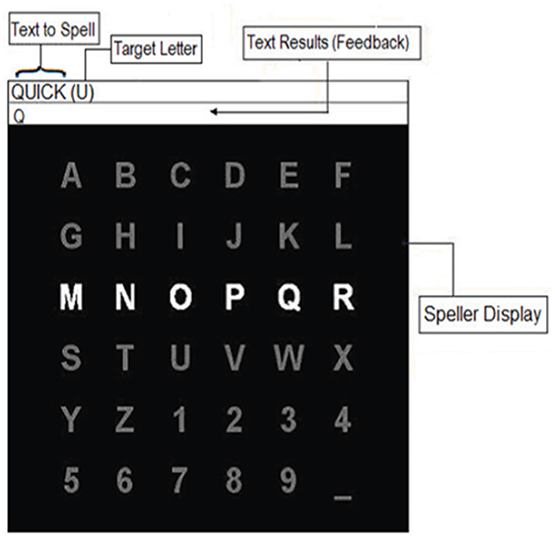 Text to Spell
Target Letter
Text Results (Feedback)
QUICK (U)
Q
A B C D E F
G H I J K L
M N O P Q R
Speller Display
S T U V W X
Y Z 1 2 3 4
5 6 7 8 9 _